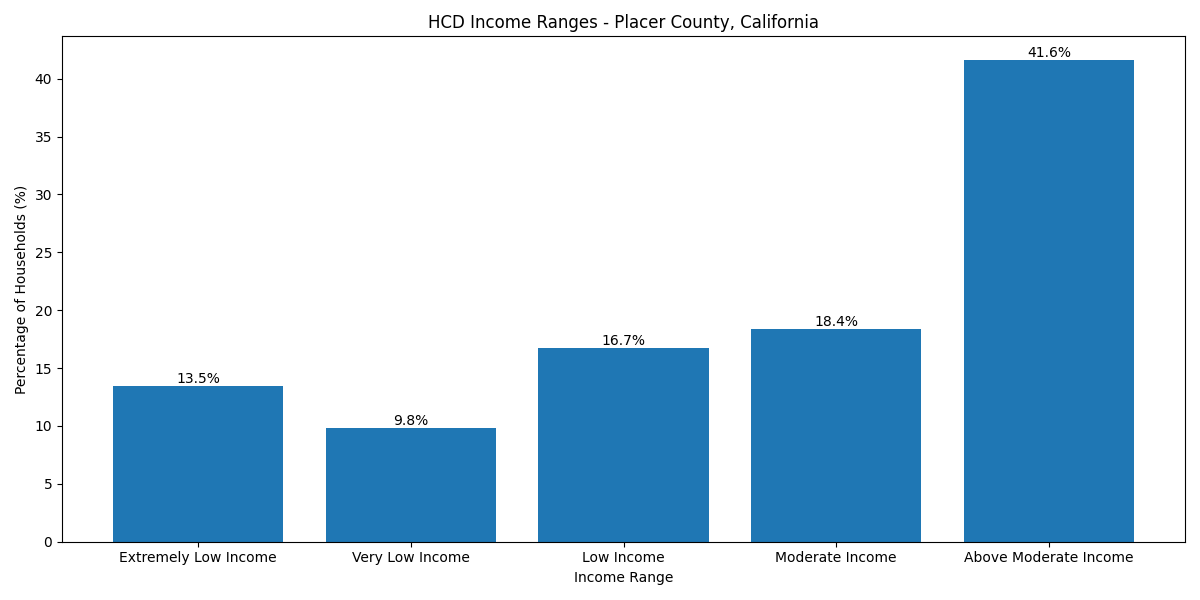 HCD Income Ranges - Placer County, California
Percentage of Households (%)
40
35
30
25
20
15
10
5
0
13.5%
9.8%
16.7%
18.4%
41.6%
Extremely Low Income
Very Low Income
Low Income
Moderate Income
Above Moderate Income
Income Range